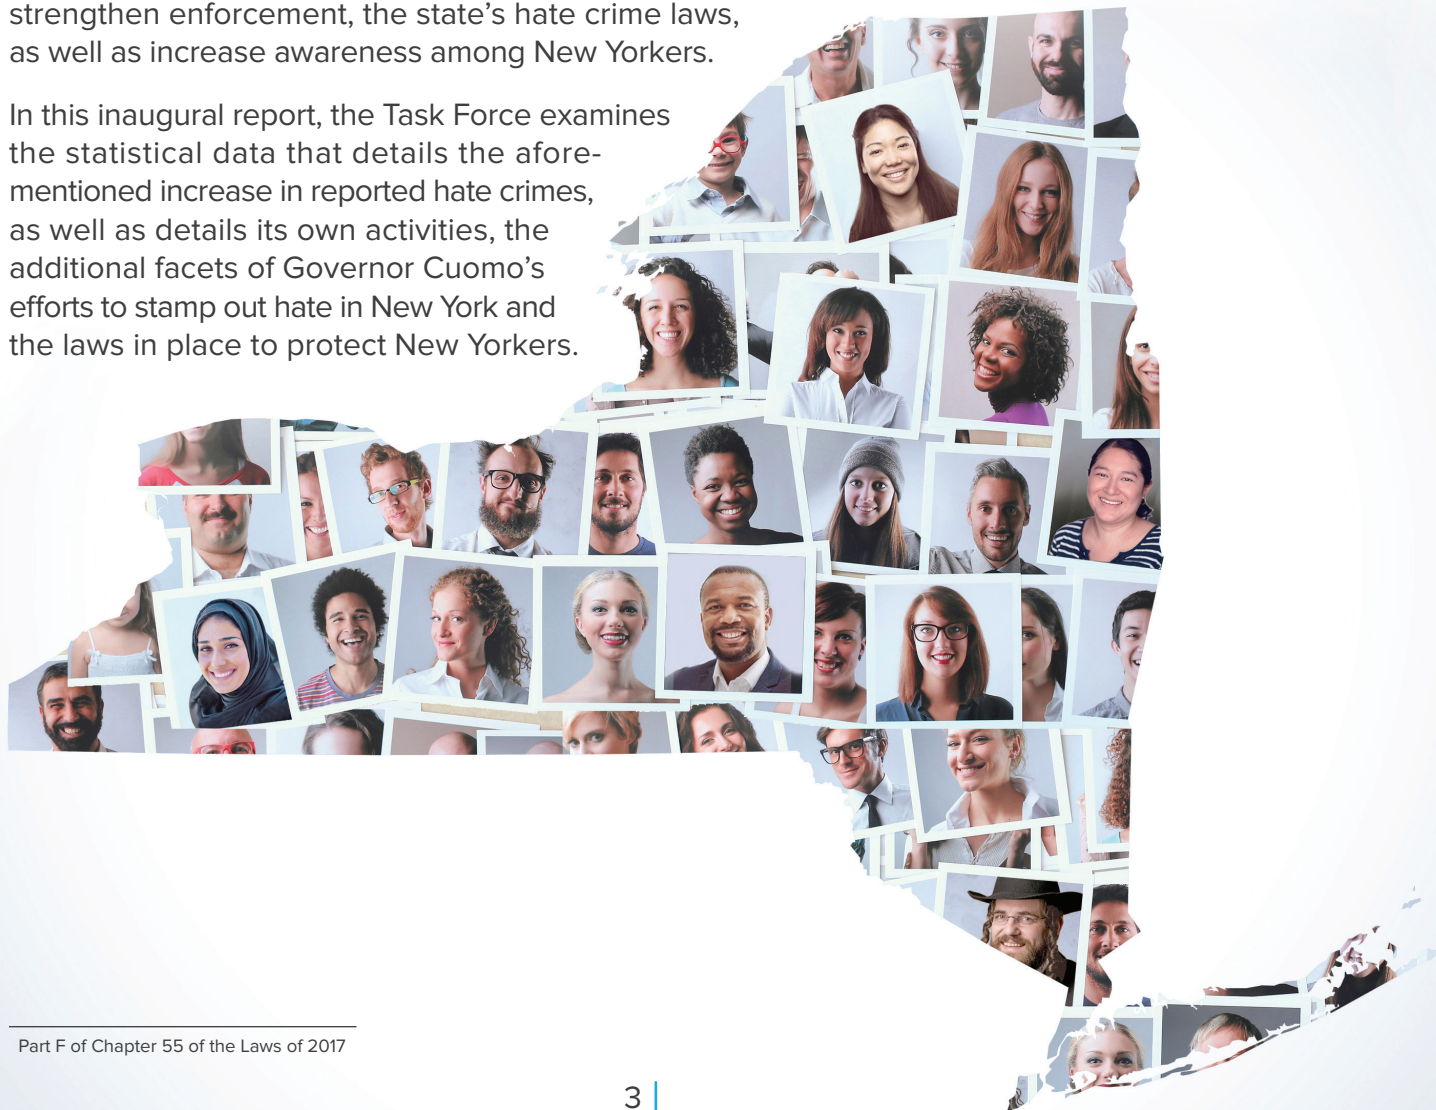 strengthen enforcement, the state’s hate crime laws,
as well as increase awareness among New Yorkers.
In this inaugural report, the Task Force examines
the statistical data that details the afore-
mentioned increase in reported hate crimes,
as well as details its own activities, the
additional facets of Governor Cuomo’s
efforts to stamp out hate in New York and
the laws in place to protect New Yorkers.
Part F of Chapter 55 of the Laws of 2017
3 |